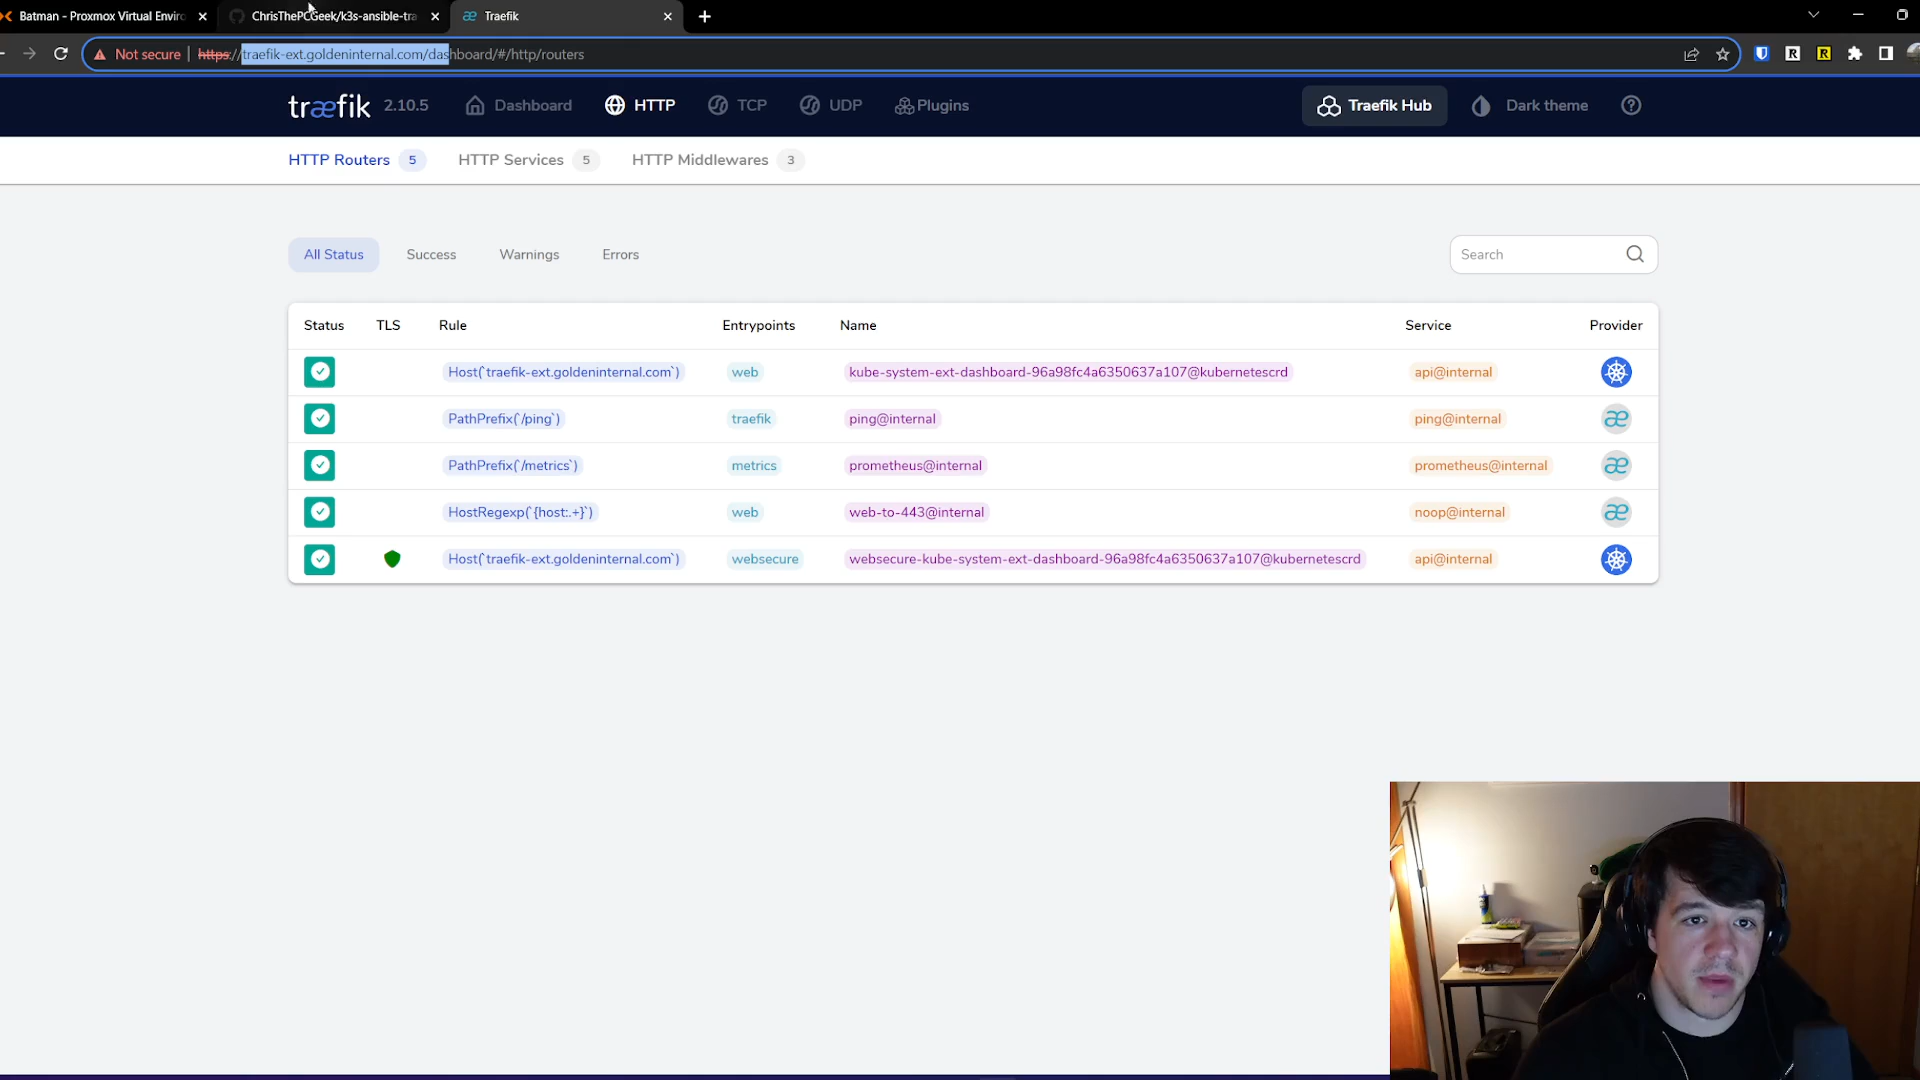 Batman - Proxmox Virtual Enviro
ChrisThePCGeek/k3s-ansible-tra
Traefik
Not secure | https://traefik-ext.goldeninternal.com/dashboard/#/http/routers
træfik 2.10.5 Dashboard HTTP TCP UDP Plugins Traefik Hub Dark theme
HTTP Routers 5 HTTP Services 5 HTTP Middlewares 3
All Status Success Warnings Errors Search
Status TLS Rule Entrypoints Name Service Provider
Host(`traefik-ext.goldeninternal.com`) web kube-system-ext-dashboard-96a98fc4a6350637a107@kubernetescrd api@internal
PathPrefix(`/ping`) traefik ping@internal ping@internal
PathPrefix(`/metrics`) metrics prometheus@internal prometheus@internal
HostRegexp(`{host:.+}`) web web-to-443@internal noop@internal
Host(`traefik-ext.goldeninternal.com`) websecure websecure-kube-system-ext-dashboard-96a98fc4a6350637a107@kubernetescrd api@internal